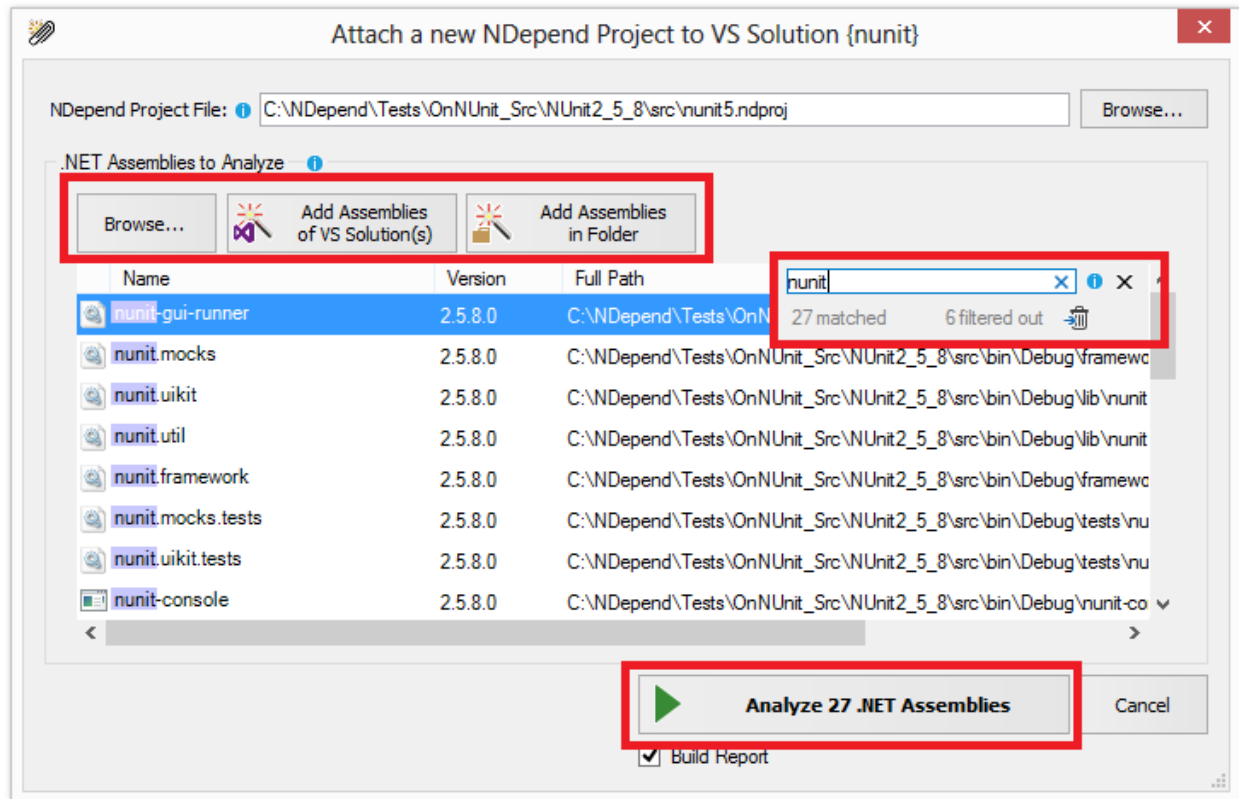 Attach a new NDepend Project to VS Solution {nunit}
NDepend Project File: C:\NDepend\Tests\OnNUnit_Src\NUnit2_5_8\src\nunit5.ndproj Browse...
.NET Assemblies to Analyze
Browse... Add Assemblies of VS Solution(s) Add Assemblies in Folder
Name Version Full Path nunit
27 matched 6 filtered out
nunit-gui-runner 2.5.8.0 C:\NDepend\Tests\OnN
nunit.mocks 2.5.8.0 C:\NDepend\Tests\OnNUnit_Src\NUnit2_5_8\src\bin\Debug\framewo
nunit.uikit 2.5.8.0 C:\NDepend\Tests\OnNUnit_Src\NUnit2_5_8\src\bin\Debug\lib\nunit
nunit.util 2.5.8.0 C:\NDepend\Tests\OnNUnit_Src\NUnit2_5_8\src\bin\Debug\lib\nunit
nunit.framework 2.5.8.0 C:\NDepend\Tests\OnNUnit_Src\NUnit2_5_8\src\bin\Debug\framewo
nunit.mocks.tests 2.5.8.0 C:\NDepend\Tests\OnNUnit_Src\NUnit2_5_8\src\bin\Debug\tests\nu
nunit.uikit.tests 2.5.8.0 C:\NDepend\Tests\OnNUnit_Src\NUnit2_5_8\src\bin\Debug\tests\nu
nunit-console 2.5.8.0 C:\NDepend\Tests\OnNUnit_Src\NUnit2_5_8\src\bin\Debug\nunit-co
Analyze 27 .NET Assemblies Cancel
Build Report